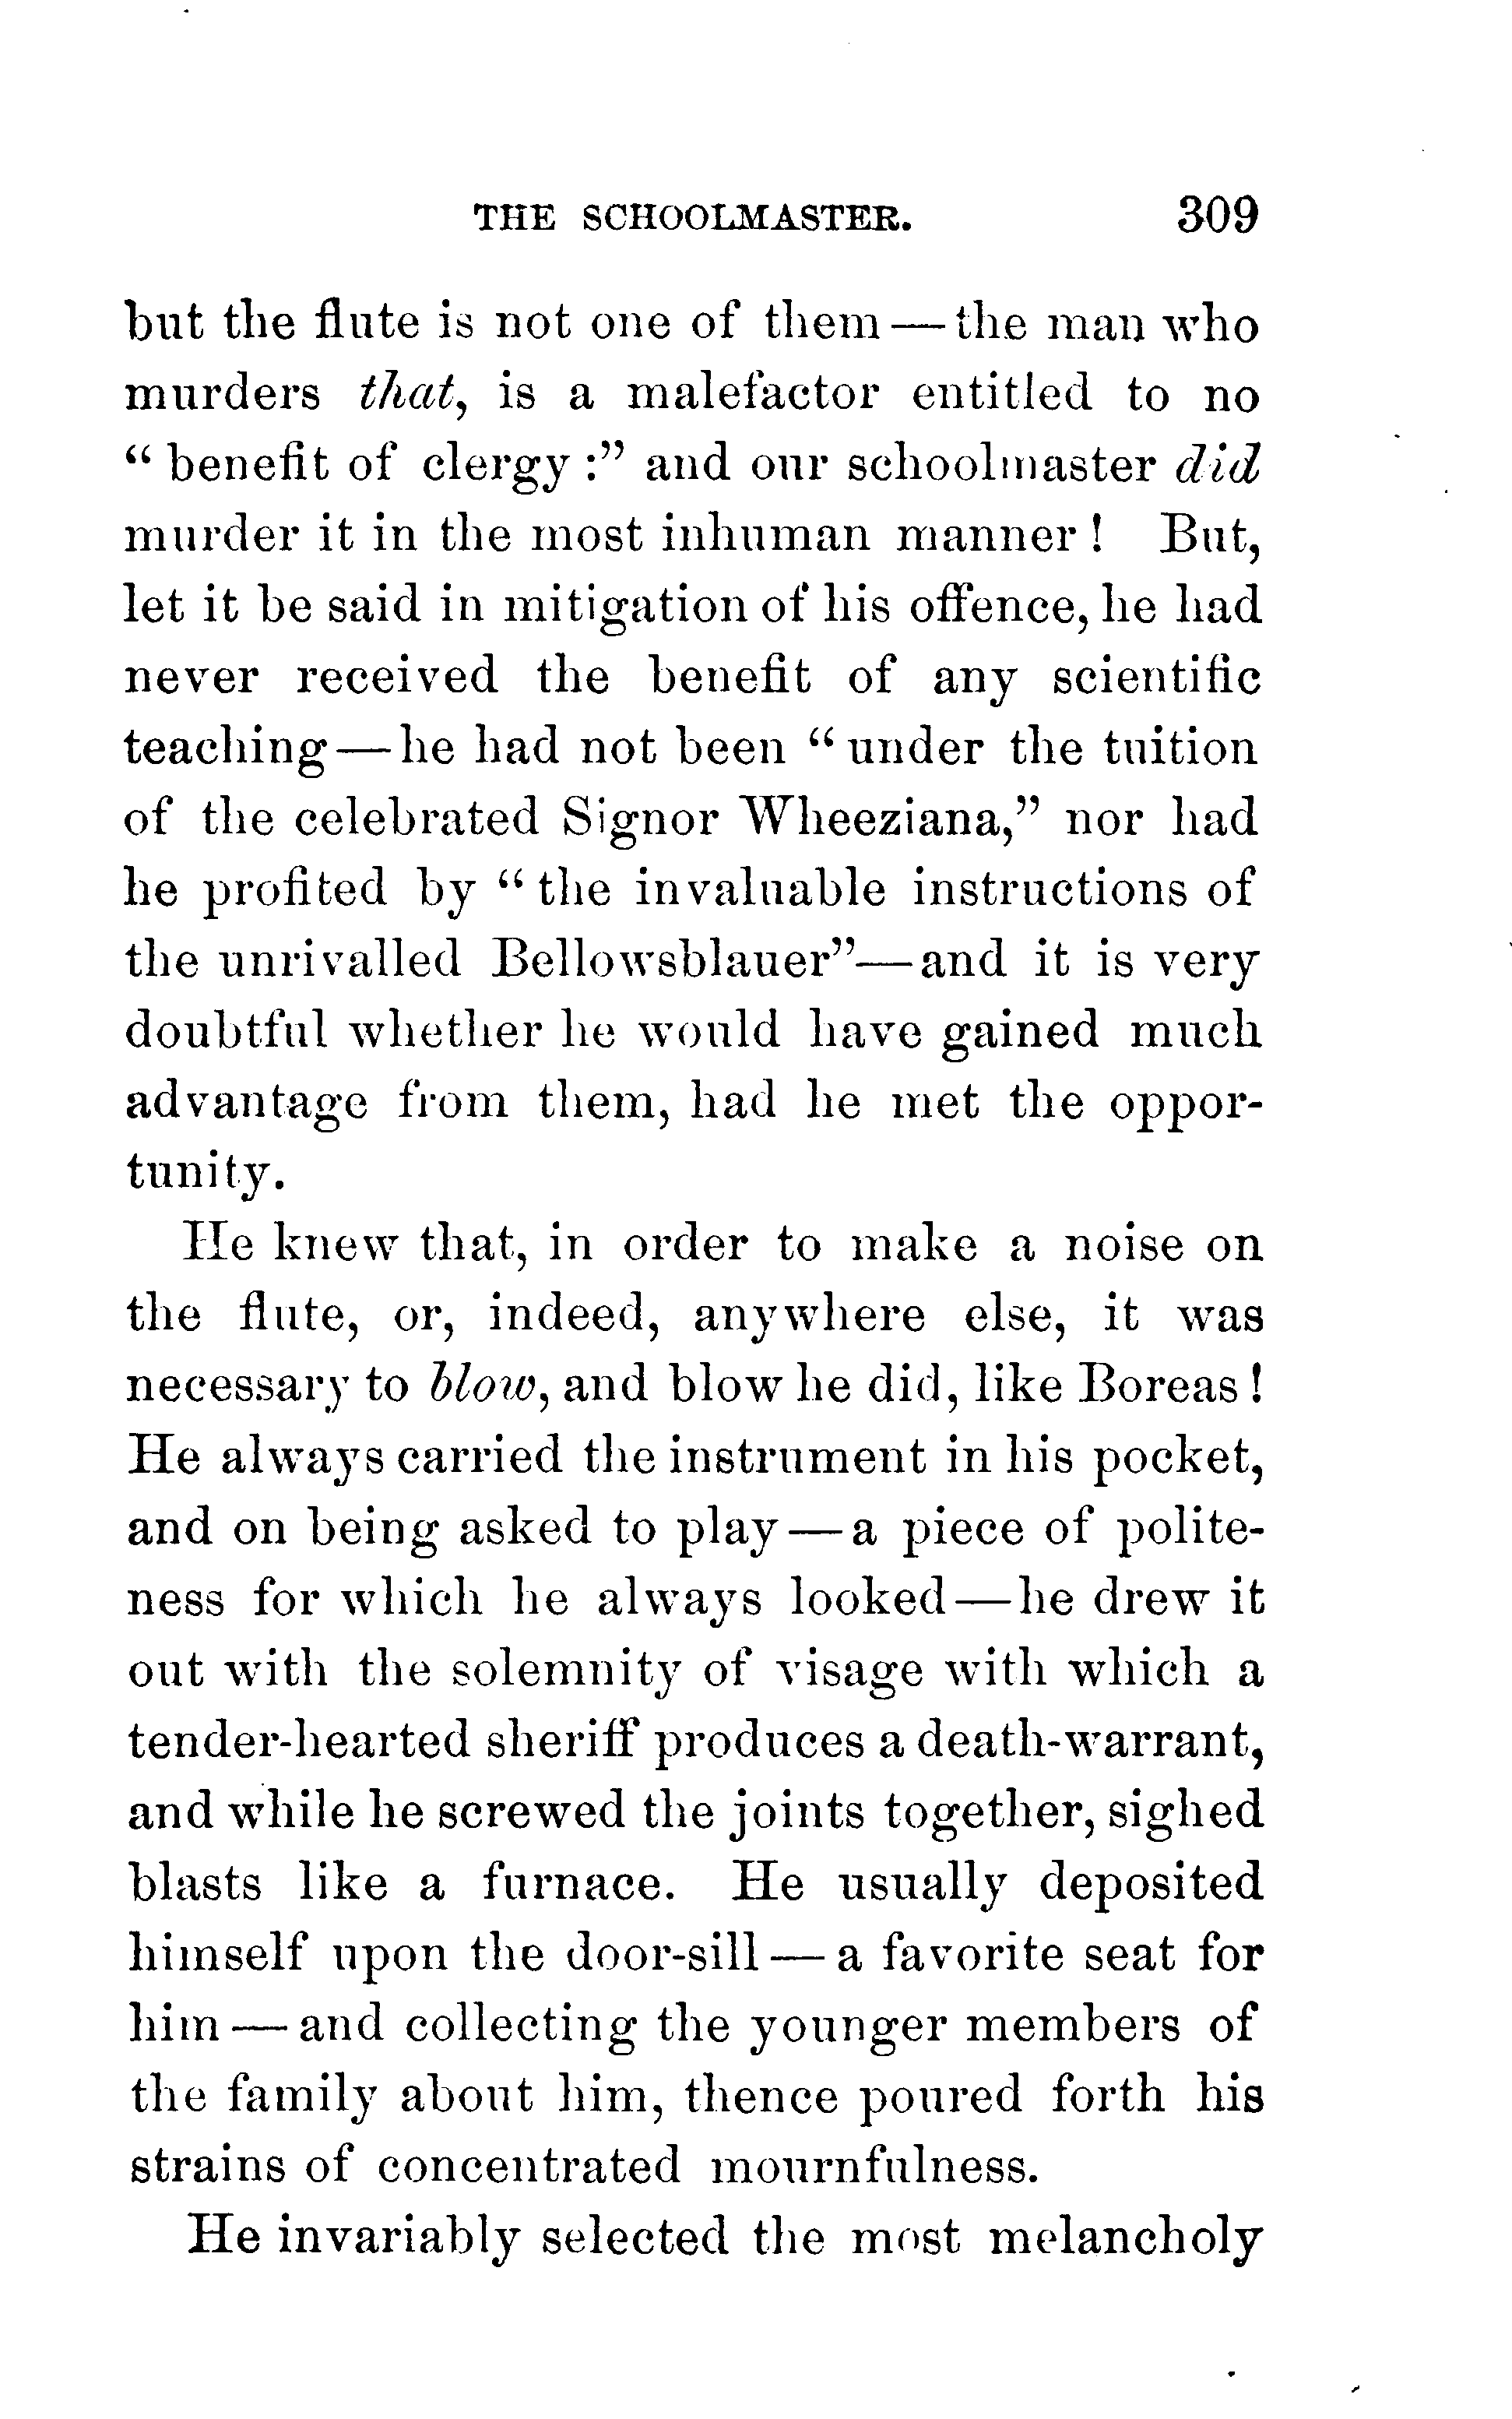 THE SCHOOLMASTER. 309
but the flute is not one of them — the man who
murders that, is a malefactor entitled to no
" benefit of clergy :" and our schoolmaster did
murder it in the most inhuman manner ! But,
let it be said in mitigation of his offence, he had
never received the benefit of any scientific
teaching — he had not been " under the tuition
of the celebrated Signor Wheeziana," nor had
he profited by " the invaluable instructions of
the unrivalled Bellowsblauer"—and it is very
doubtful whether he would have gained much
advantage from them, had he met the oppor-
tunity.
He knew that, in order to make a noise on
the flute, or, indeed, anywhere else, it was
necessary to blow, and blow he did, like Boreas !
He always carried the instrument in his pocket,
and on being asked to play — a piece of polite-
ness for which he always looked — he drew it
out with the solemnity of visage with which a
tender-hearted sheriff produces a death-warrant,
and while he screwed the joints together, sighed
blasts like a furnace. He usually deposited
himself upon the door-sill — a favorite seat for
him — and collecting the younger members of
the family about him, thence poured forth his
strains of concentrated mournfulness.
He invariably selected the most melancholy